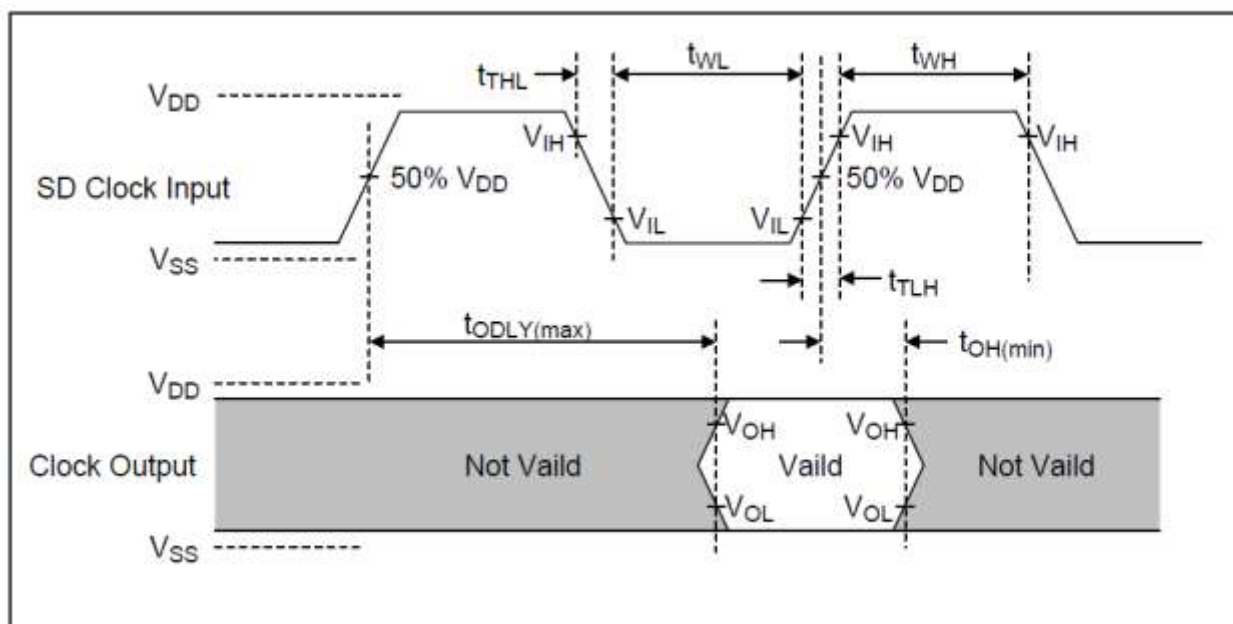 tTHL
tWL
tWH
VDD
VIH
VIH
VIH
SD Clock Input
50% VDD
50% VDD
VIL
VIL
VSS
tTLH
tODLY(max)
tOH(min)
VDD
VOH
VOH
Clock Output
Not Vaild
Vaild
Not Vaild
VOL
VOL
VSS